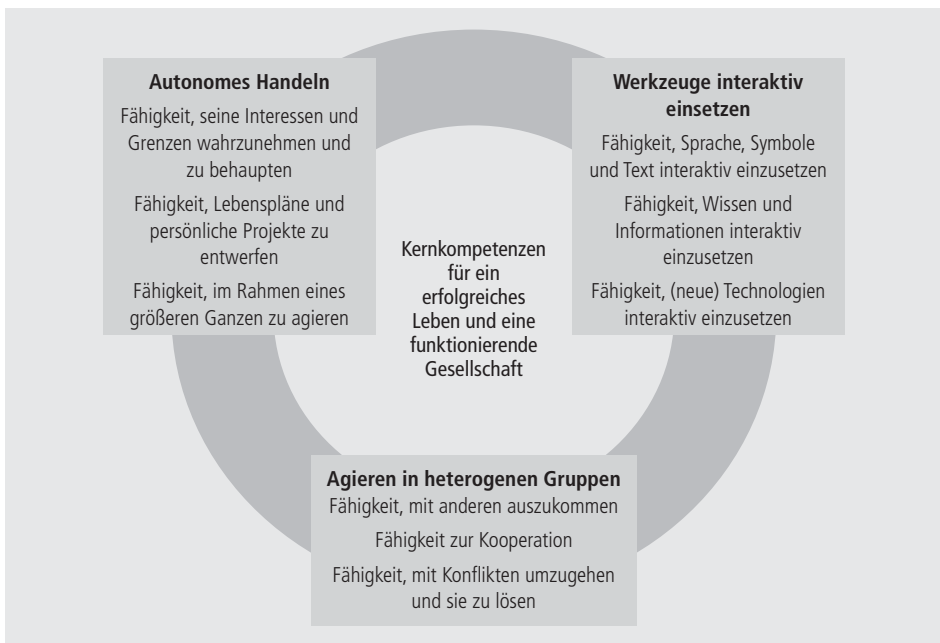 Autonomes Handeln
Fähigkeit, seine Interessen und
Grenzen wahrzunehmen und
zu behaupten
Fähigkeit, Lebenspläne und
persönliche Projekte zu
entwerfen
Fähigkeit, im Rahmen eines
größeren Ganzen zu agieren
Werkzeuge interaktiv
einsetzen
Fähigkeit, Sprache, Symbole
und Text interaktiv einzusetzen
Fähigkeit, Wissen und
Informationen interaktiv
einzusetzen
Fähigkeit, (neue) Technologien
interaktiv einzusetzen
Kernkompetenzen
für ein
erfolgreiches
Leben und eine
funktionierende
Gesellschaft
Agieren in heterogenen Gruppen
Fähigkeit, mit anderen auszukommen
Fähigkeit zur Kooperation
Fähigkeit, mit Konflikten umzugehen
und sie zu lösen